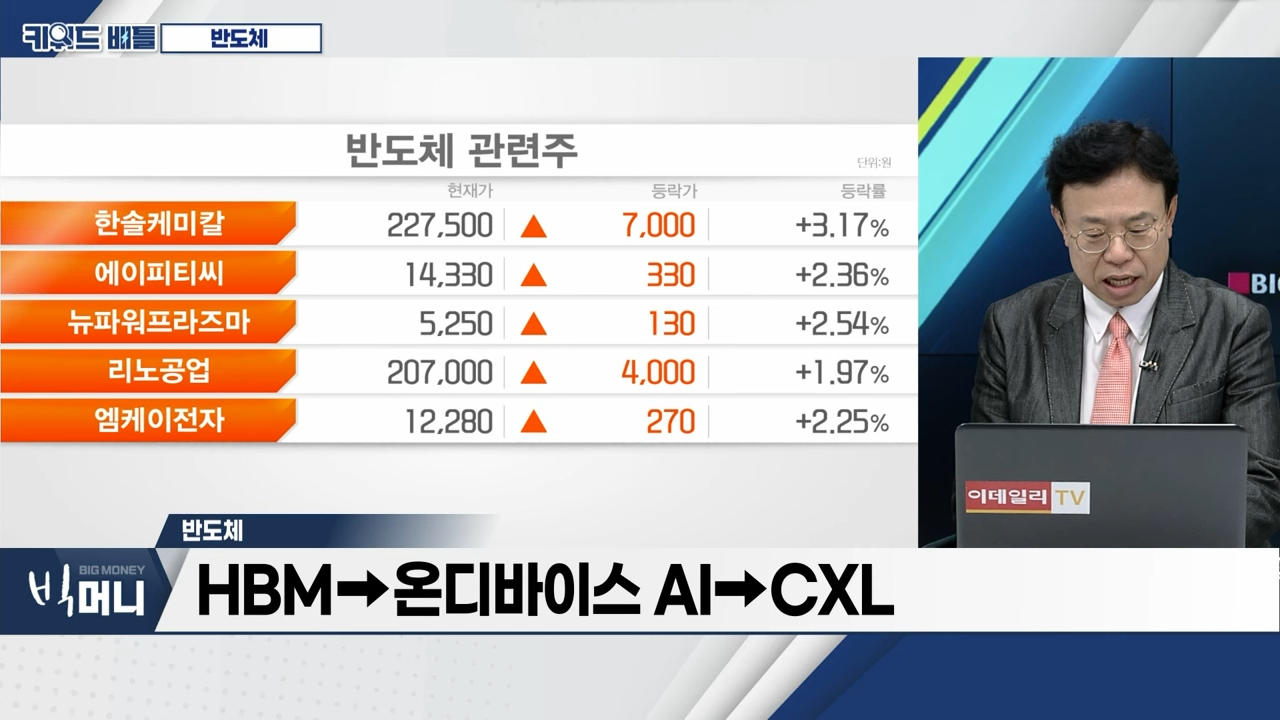 키워드 배틀 반도체
반도체 관련주
단위:원
현재가 등락가 등락률
한솔케미칼 227,500 ▲ 7,000 +3.17%
에이피티씨 14,330 ▲ 330 +2.36%
뉴파워프라즈마 5,250 ▲ 130 +2.54%
리노공업 207,000 ▲ 4,000 +1.97%
엠케이전자 12,280 ▲ 270 +2.25%
BIG
이데일리 TV
반도체
BIG MONEY
빅머니
HBM➡온디바이스 AI➡CXL